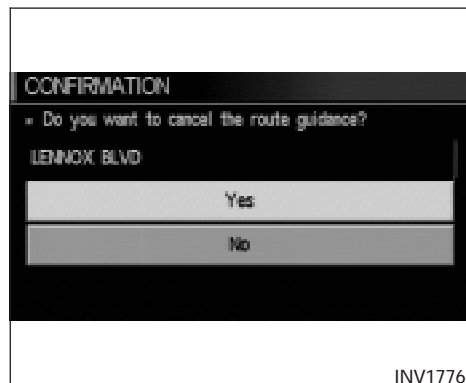 CONFIRMATION
Do you want to cancel the route guidance?
LENNOX BLVD
Yes
No
INV1776